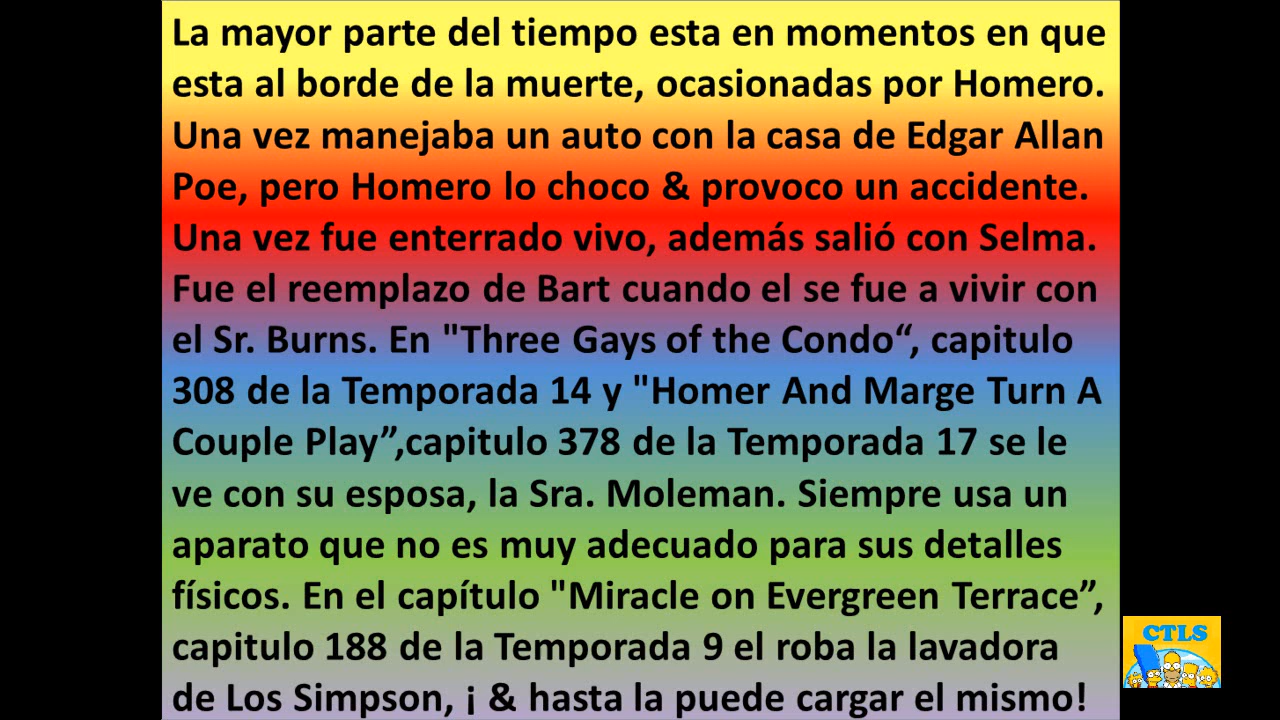 La mayor parte del tiempo esta en momentos en que
esta al borde de la muerte, ocasionadas por Homero.
Una vez manejaba un auto con la casa de Edgar Allan
Poe, pero Homero lo choco & provoco un accidente.
Una vez fue enterrado vivo, además salió con Selma.
Fue el reemplazo de Bart cuando el se fue a vivir con
el Sr. Burns. En "Three Gays of the Condo“, capitulo
308 de la Temporada 14 y "Homer And Marge Turn A
Couple Play”,capitulo 378 de la Temporada 17 se le
ve con su esposa, la Sra. Moleman. Siempre usa un
aparato que no es muy adecuado para sus detalles
físicos. En el capítulo "Miracle on Evergreen Terrace”,
capitulo 188 de la Temporada 9 el roba la lavadora
de Los Simpson, ¡ & hasta la puede cargar el mismo!
CTLS